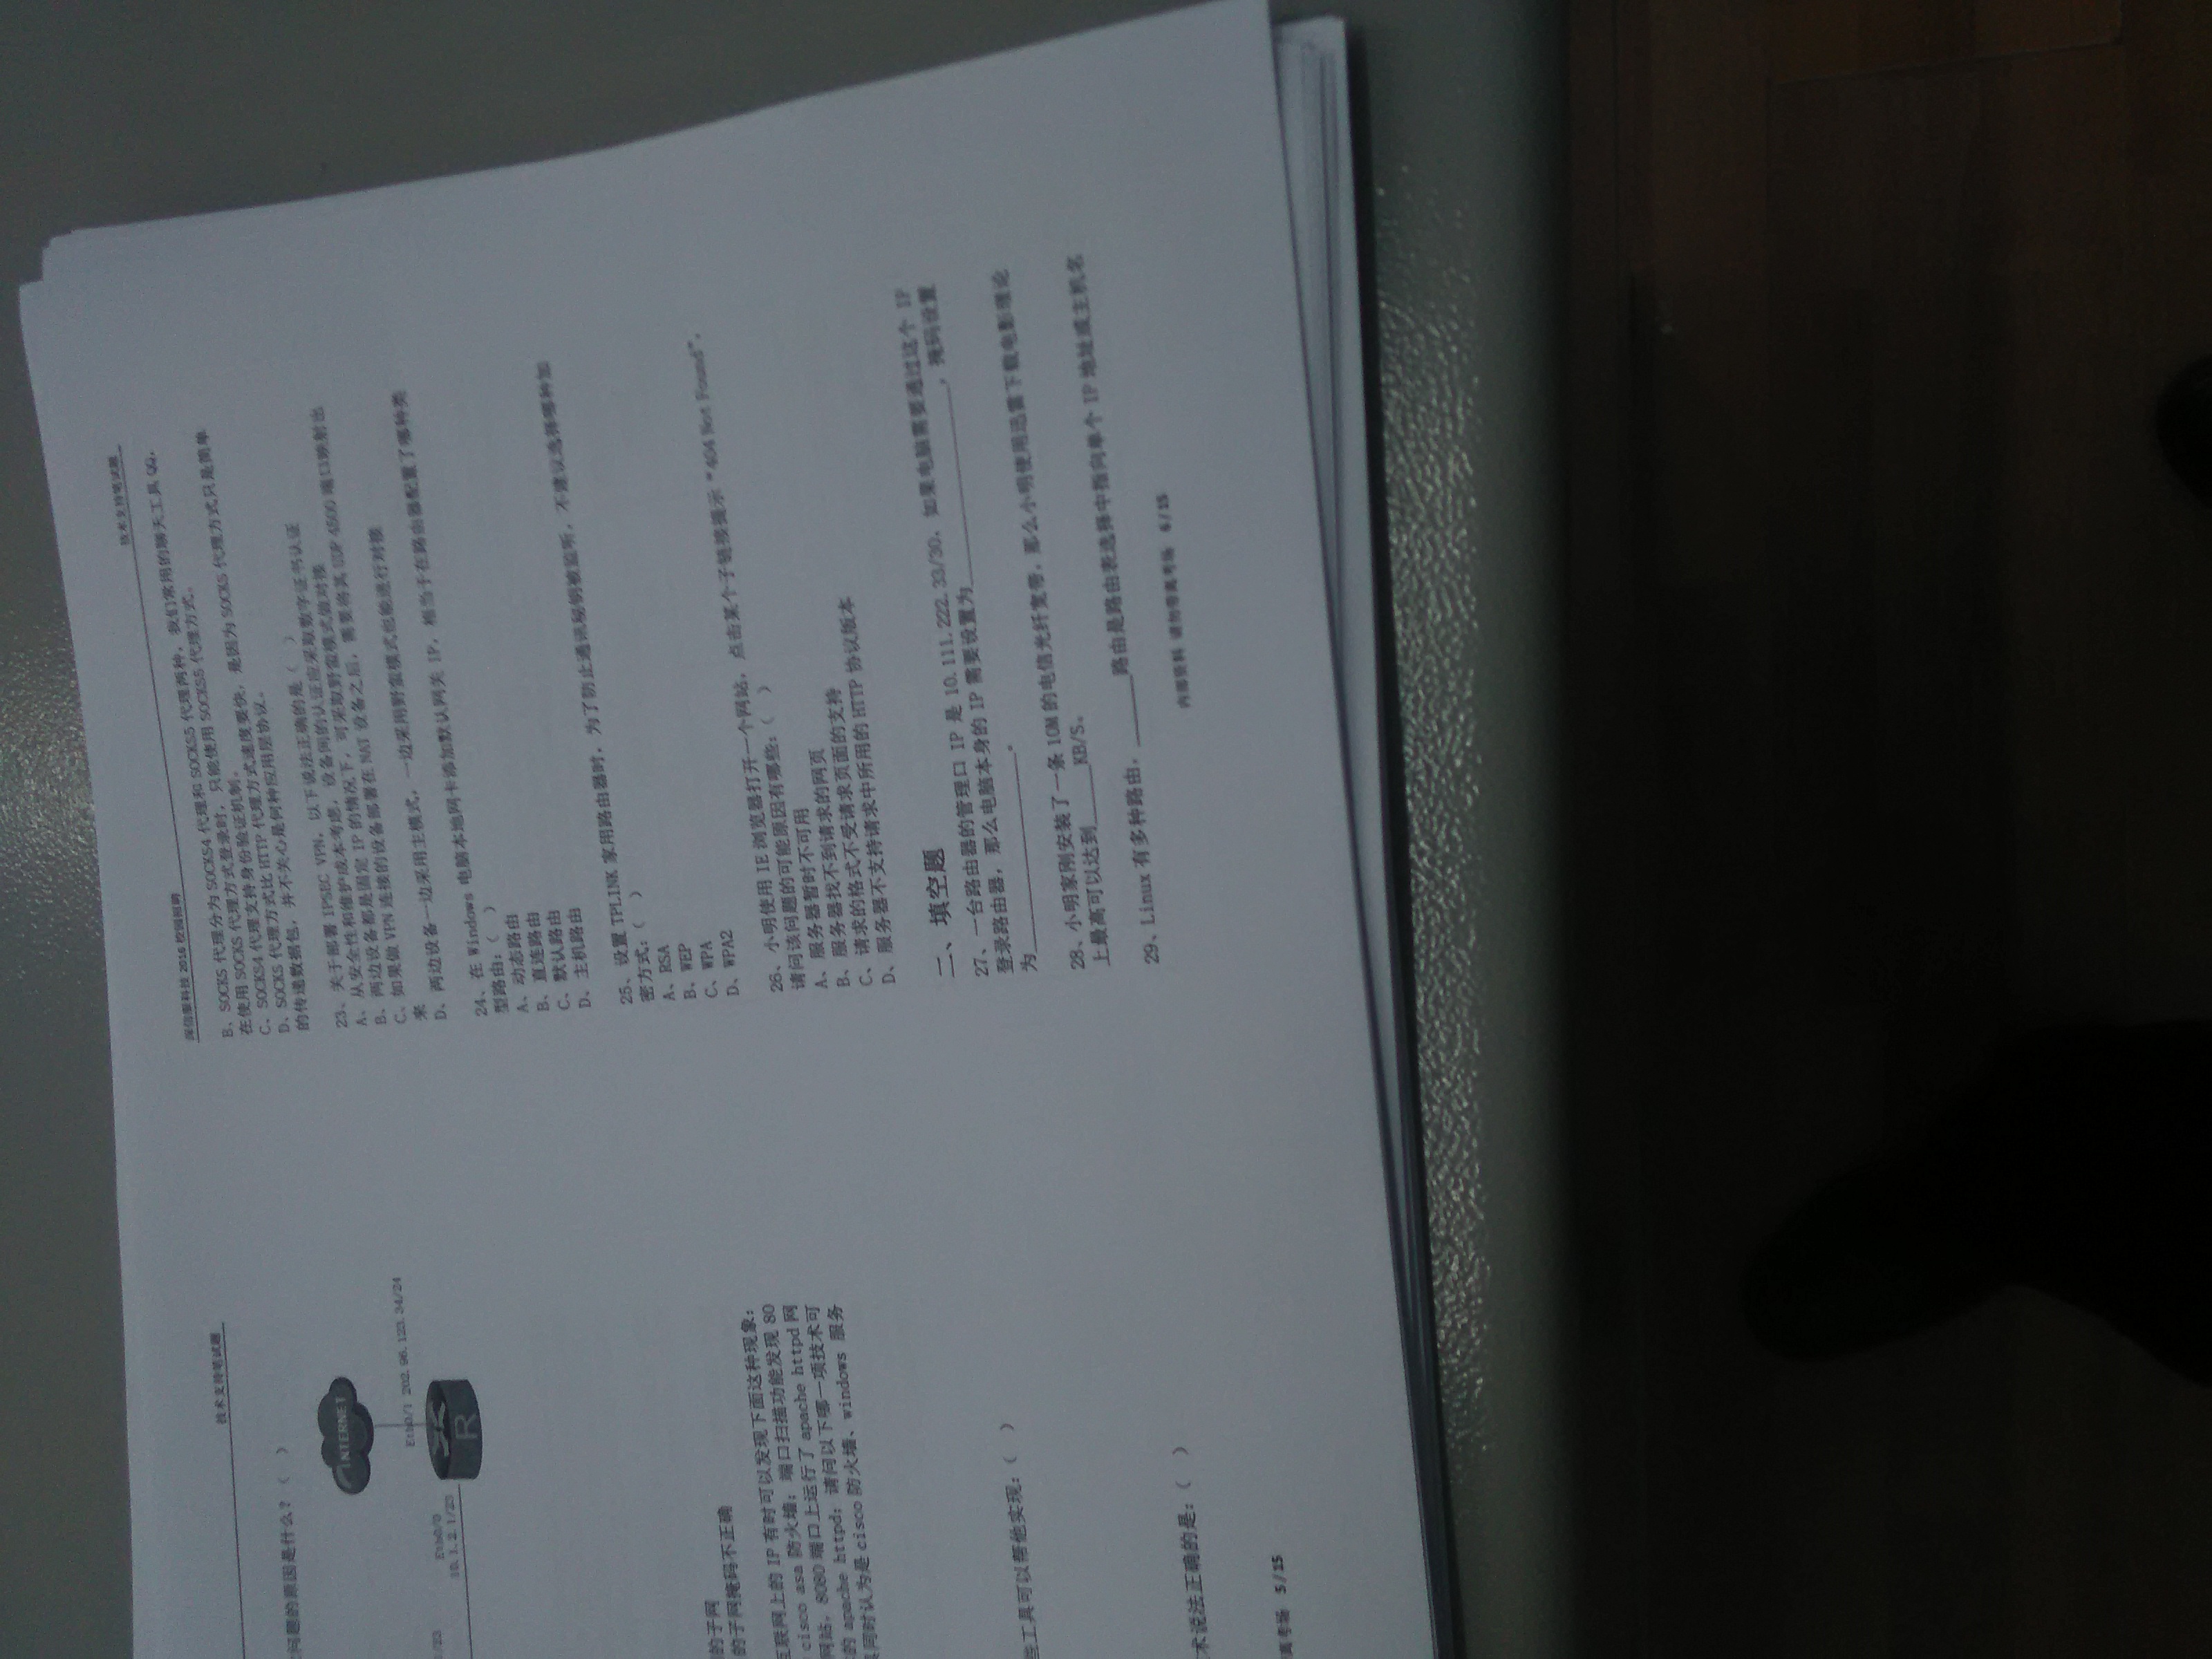 技术支持笔试题
问题的原因是什么？（ ）
INTERNET
Eth0/1 202.96.123.34/24
/23
Eth0/0
10.1.2.1/23
R
的子网
的子网掩码不正确
互联网上的 IP 有时可以发现下面这种现象：
cisco asa 防火墙；端口扫描功能发现 80
网站，8080 端口上运行了 apache httpd 网
的 apache httpd；请问以下哪一项技术可
同时认为是 cisco 防火墙、windows 服务
些工具可以帮他实现：（ ）
术说法正确的是：（ ）
离考场 5 / 15
深信服科技 2016 校园招聘
技术支持笔试题
B、SOCKS 代理分为 SOCKS4 代理和 SOCKS5 代理两种，我们常用的聊天工具 QQ，
在使用 SOCKS 代理方式登录时，只能使用 SOCKS5 代理方式。
C、SOCKS4 代理支持身份验证机制。
D、SOCKS 代理方式比 HTTP 代理方式速度要快，是因为 SOCKS 代理方式只是简单
的传递数据包，并不关心是何种应用层协议。
23、关于部署 IPSEC VPN，以下说法正确的是（ ）
A、从安全性和维护成本考虑，设备间的认证应采取数字证书认证
B、两边设备都是固定 IP 的情况下，可采取野蛮模式做对接
C、如果做 VPN 连接的设备部署在 NAT 设备之后，需要将其 UDP 4500 端口映射出
来
D、两边设备一边采用主模式，一边采用野蛮模式也能进行对接
24、在 Windows 电脑本地网卡添加默认网关 IP，相当于在路由器配置了哪种类
型路由：（ ）
A、动态路由
B、直连路由
C、默认路由
D、主机路由
25、设置 TPLINK 家用路由器时，为了防止通讯秘钥被监听，不建议选择哪种加
密方式：（ ）
A、RSA
B、WEP
C、WPA
D、WPA2
26、小明使用 IE 浏览器打开一个网站，点击某个子链接提示“404 Not Found”，
请问该问题的可能原因有哪些：（ ）
A、服务器暂时不可用
B、服务器找不到请求的网页
C、请求的格式不受请求页面的支持
D、服务器不支持请求中所用的 HTTP 协议版本
二、填空题
27、一台路由器的管理口 IP 是 10.111.222.33/30，如果电脑需要通过这个 IP
登录路由器，那么电脑本身的 IP 需要设置为____________，掩码设置
为____________。
28、小明家刚安装了一条 10M 的电信光纤宽带，那么小明使用迅雷下载电影理论
上最高可以达到_____KB/S。
29、Linux 有多种路由，______路由是路由表选择中指向单个 IP 地址或主机名
内部资料 请勿带离考场 6 / 15